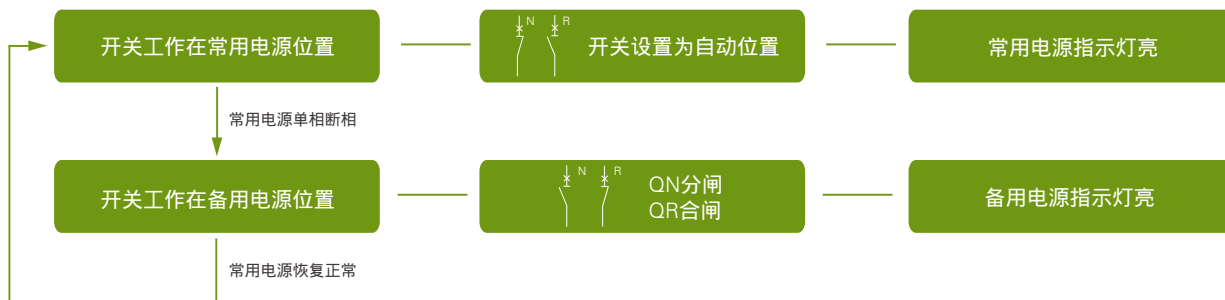 开关工作在常用电源位置
N R
开关设置为自动位置
常用电源指示灯亮
常用电源单相断相
开关工作在备用电源位置
N R
QN分闸
QR合闸
备用电源指示灯亮
常用电源恢复正常